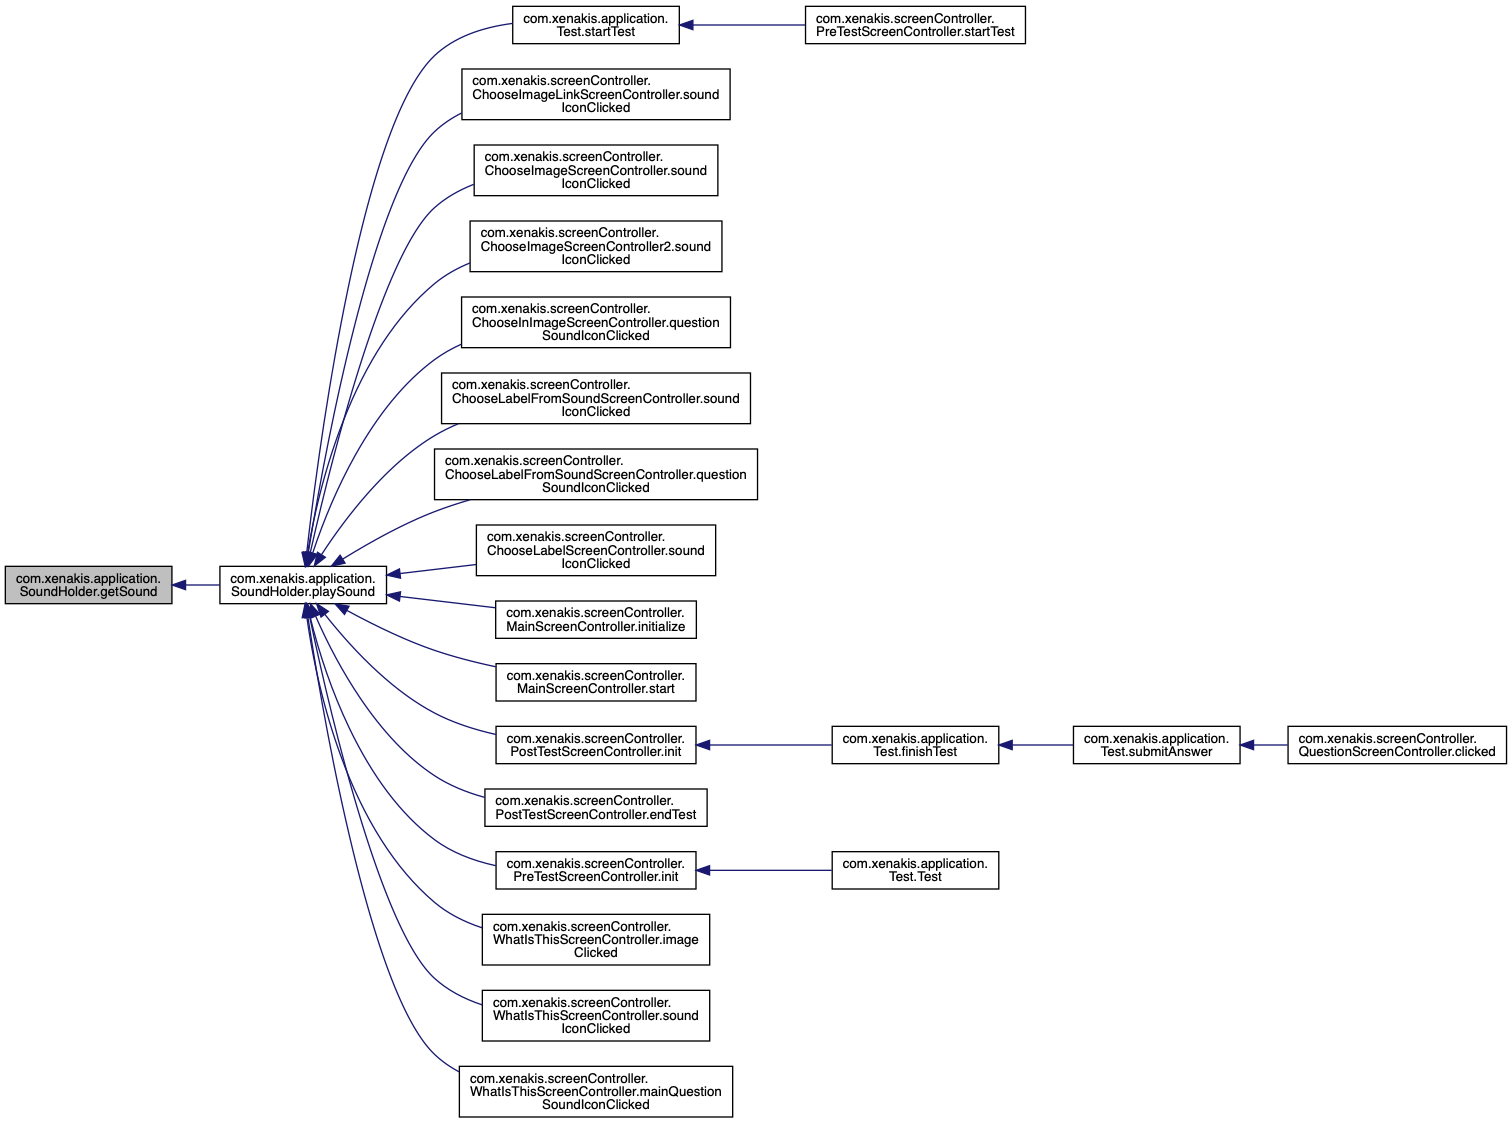 com.xenakis.application.
Test.startTest
com.xenakis.screenController.
PreTestScreenController.startTest
com.xenakis.screenController.
ChooseImageLinkScreenController.sound
IconClicked
com.xenakis.screenController.
ChooseImageScreenController.sound
IconClicked
com.xenakis.screenController.
ChooseImageScreenController2.sound
IconClicked
com.xenakis.screenController.
ChooseInImageScreenController.question
SoundIconClicked
com.xenakis.screenController.
ChooseLabelFromSoundScreenController.sound
IconClicked
com.xenakis.screenController.
ChooseLabelFromSoundScreenController.question
SoundIconClicked
com.xenakis.screenController.
ChooseLabelScreenController.sound
IconClicked
com.xenakis.application.
SoundHolder.getSound
com.xenakis.application.
SoundHolder.playSound
com.xenakis.screenController.
MainScreenController.initialize
com.xenakis.screenController.
MainScreenController.start
com.xenakis.screenController.
PostTestScreenController.init
com.xenakis.application.
Test.finishTest
com.xenakis.application.
Test.submitAnswer
com.xenakis.screenController.
QuestionScreenController.clicked
com.xenakis.screenController.
PostTestScreenController.endTest
com.xenakis.screenController.
PreTestScreenController.init
com.xenakis.application.
Test.Test
com.xenakis.screenController.
WhatIsThisScreenController.image
Clicked
com.xenakis.screenController.
WhatIsThisScreenController.sound
IconClicked
com.xenakis.screenController.
WhatIsThisScreenController.mainQuestion
SoundIconClicked